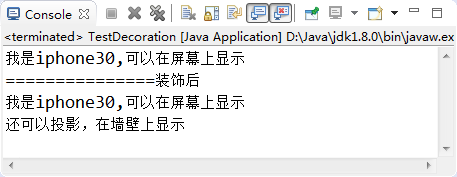 Console
<terminated> TestDecoration [Java Application] D:\Java\jdk1.8.0\bin\javaw.ex
我是iphone30,可以在屏幕上显示
===============装饰后
我是iphone30,可以在屏幕上显示
还可以投影，在墙壁上显示